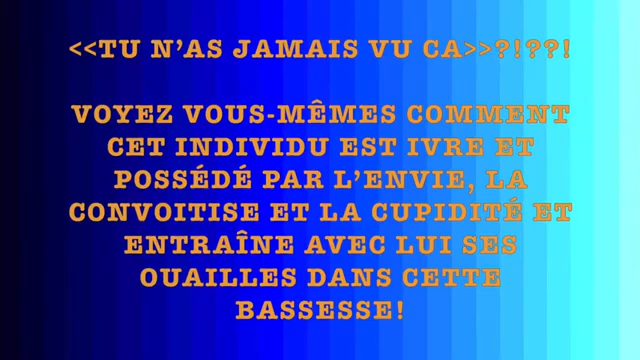 <<TU N'AS JAMAIS VU CA>>?!??!
VOYEZ VOUS-MÊMES COMMENT
CET INDIVIDU EST IVRE ET
POSSÉDÉ PAR L'ENVIE, LA
CONVOITISE ET LA CUPIDITÉ ET
ENTRAÎNE AVEC LUI SES
OUAILLES DANS CETTE
BASSESSE!